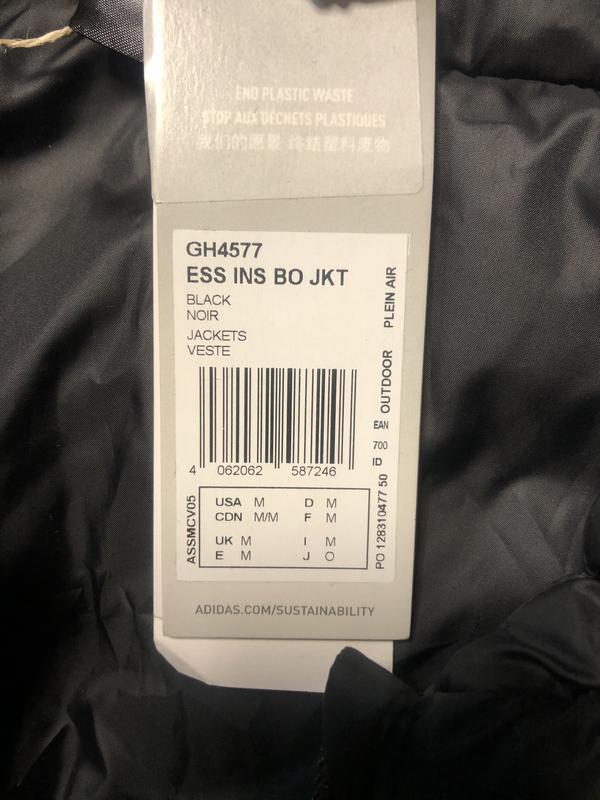 END PLASTIC WASTE
STOP AUX DÉCHETS PLASTIQUES
我们的愿景 终结塑料废物
GH4577
ESS INS BO JKT
BLACK
NOIR
JACKETS
VESTE
OUTDOOR PLEIN AIR
EAN
700
ID
4 062062 587246
ASSMCV05
USA M D M
CDN M/M F M
UK M I M
E M J O
PO 128310477 50
ADIDAS.COM/SUSTAINABILITY